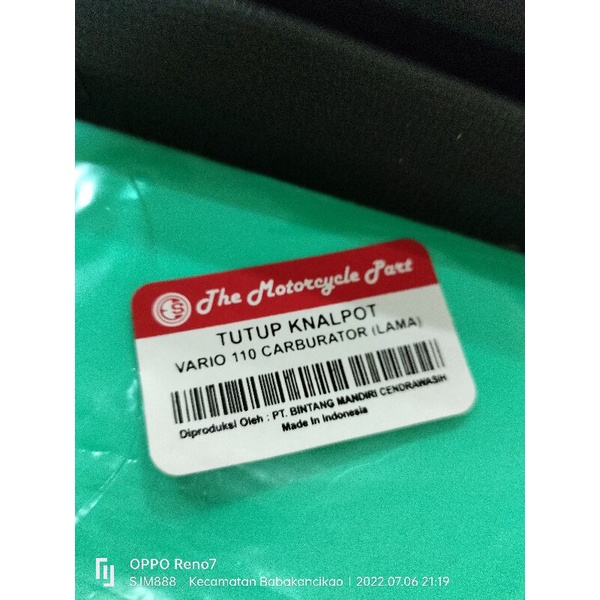 The Motorcycle Part
TUTUP KNALPOT
VARIO 110 CARBURATOR (LAMA)
Diproduksi Oleh : PT. BINTANG MANDIRI CENDRAWASIH
Made In Indonesia
OPPO Reno7
SJM888 Kecamatan Babakancikao | 2022.07.06 21:19